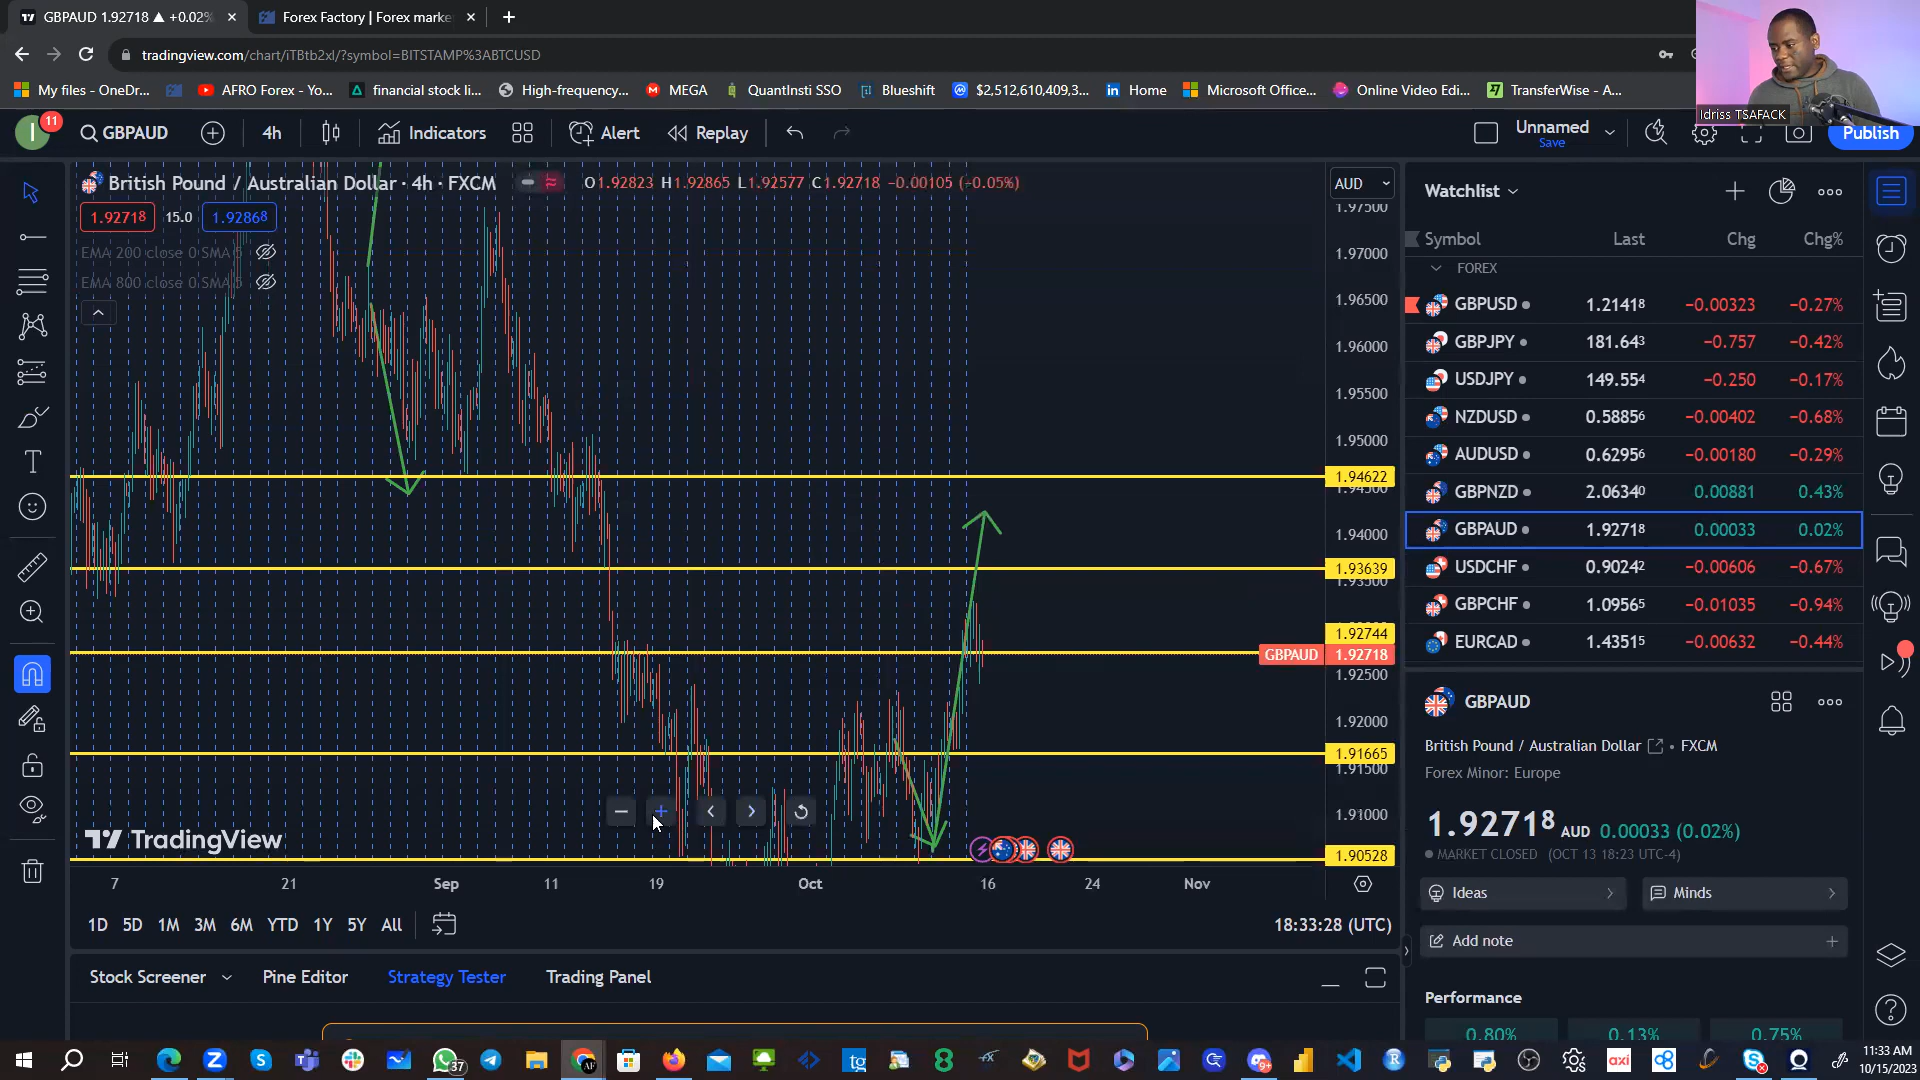 GBPAUD 1.92718 ▲ +0.02%
Forex Factory | Forex marke
tradingview.com/chart/iTBtb2xl/?symbol=BITSTAMP%3ABTCUSD
My files - OneDr...
AFRO Forex - Yo...
financial stock li...
High-frequency...
MEGA
QuantInsti SSO
Blueshift
$2,512,610,409,3...
Home
Microsoft Office...
Online Video Edi...
TransferWise - A...
Idriss TSAFACK
I
11
GBPAUD
4h
Indicators
Alert
Replay
Unnamed
Save
Publish
British Pound / Australian Dollar · 4h · FXCM
O1.92823 H1.92865 L1.92577 C1.92718 −0.00105 (−0.05%)
1.92718
15.0
1.92868
EMA 200 close 0 SMA 5
EMA 800 close 0 SMA 5
AUD
1.97500
1.97000
1.96500
1.96000
1.95500
1.95000
1.94622
1.94500
1.94000
1.93639
1.93500
1.92744
GBPAUD 1.92718
1.92500
1.92000
1.91665
1.91500
1.91000
1.90528
TradingView
7
21
Sep
11
19
Oct
16
24
Nov
1D
5D
1M
3M
6M
YTD
1Y
5Y
All
18:33:28 (UTC)
Stock Screener
Pine Editor
Strategy Tester
Trading Panel
Watchlist
Symbol Last Chg Chg%
FOREX
GBPUSD 1.21418 −0.00323 −0.27%
GBPJPY 181.643 −0.757 −0.42%
USDJPY 149.554 −0.250 −0.17%
NZDUSD 0.58856 −0.00402 −0.68%
AUDUSD 0.62956 −0.00180 −0.29%
GBPNZD 2.06340 0.00881 0.43%
GBPAUD 1.92718 0.00033 0.02%
USDCHF 0.90242 −0.00606 −0.67%
GBPCHF 1.09565 −0.01035 −0.94%
EURCAD 1.43515 −0.00632 −0.44%
GBPAUD
British Pound / Australian Dollar • FXCM
Forex Minor: Europe
1.92718 AUD 0.00033 (0.02%)
MARKET CLOSED (OCT 13 18:23 UTC-4)
Ideas
Minds
Add note
Performance
0.80%
0.13%
0.75%
37
tg
9+
axi
11:33 AM
10/15/2023